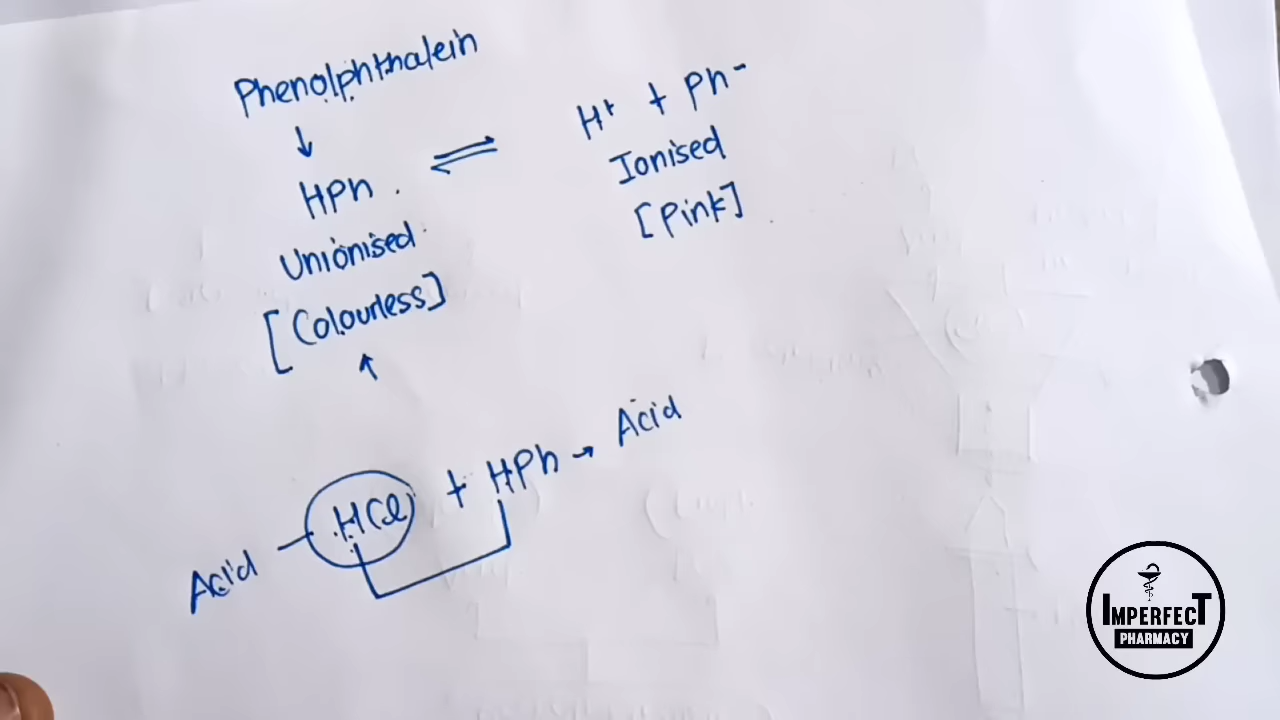 Phenolphthalein
↓
HPh ⇌ H⁺ + Ph⁻
Unionised Ionised
[Colourless] [Pink]
↑
Acid - HCl + HPh → Acid
IMPERFECT
PHARMACY